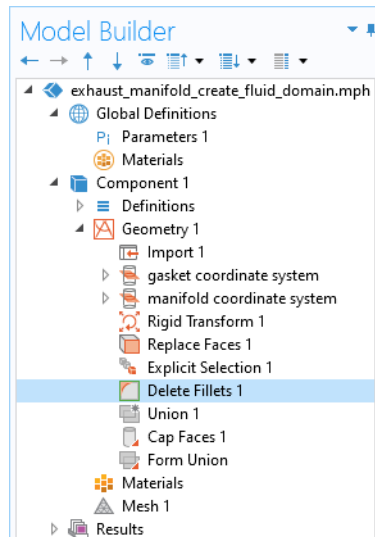 Model Builder
exhaust_manifold_create_fluid_domain.mph
Global Definitions
Pi Parameters 1
Materials
Component 1
Definitions
Geometry 1
Import 1
gasket coordinate system
manifold coordinate system
Rigid Transform 1
Replace Faces 1
Explicit Selection 1
Delete Fillets 1
Union 1
Cap Faces 1
Form Union
Materials
Mesh 1
Results